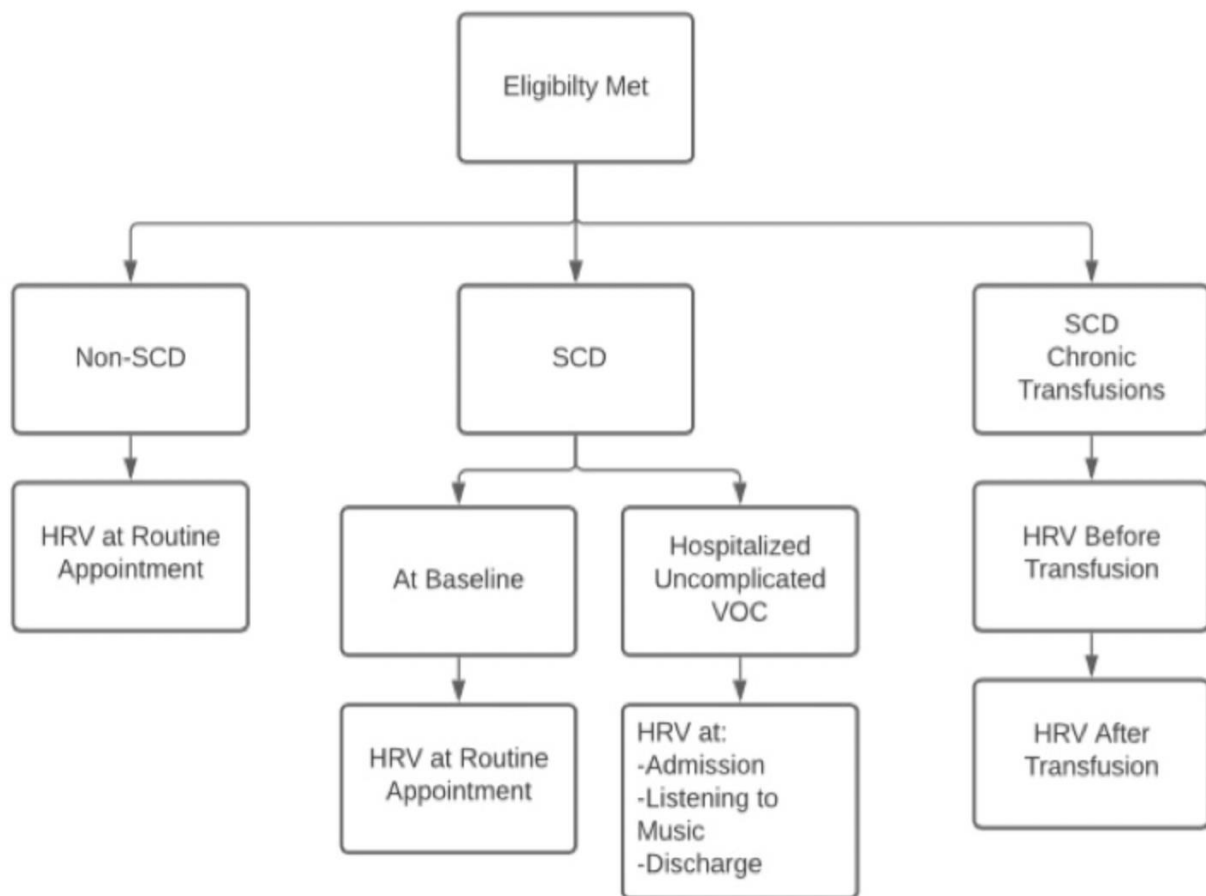 Eligibilty Met
Non-SCD
SCD
SCD
Chronic
Transfusions
HRV at Routine
Appointment
At Baseline
Hospitalized
Uncomplicated
VOC
HRV Before
Transfusion
HRV at Routine
Appointment
HRV at:
-Admission
-Listening to
Music
-Discharge
HRV After
Transfusion